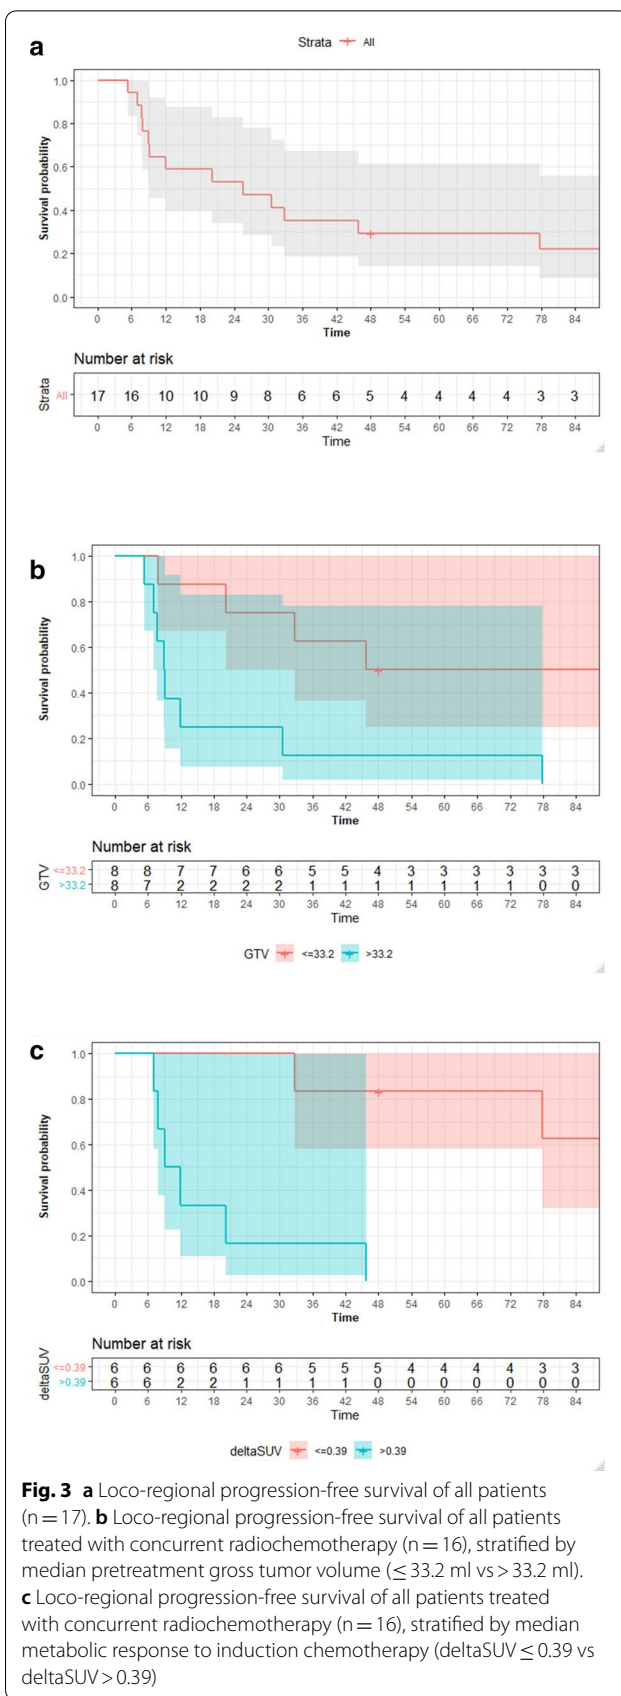 a
Strata All
1.0
0.8
0.6
0.4
0.2
0.0
Survival probability
0 6 12 18 24 30 36 42 48 54 60 66 72 78 84
Time
Number at risk
Strata
All 17 16 10 10 9 8 6 6 5 4 4 4 4 3 3
0 6 12 18 24 30 36 42 48 54 60 66 72 78 84
Time
b
1.0
0.8
0.6
0.4
0.2
0.0
Survival probability
0 6 12 18 24 30 36 42 48 54 60 66 72 78 84
Time
Number at risk
GTV
<=33.2 8 8 7 7 6 6 5 5 4 3 3 3 3 3 3
>33.2 8 7 2 2 2 2 1 1 1 1 1 1 1 0 0
0 6 12 18 24 30 36 42 48 54 60 66 72 78 84
Time
GTV <=33.2 >33.2
c
1.0
0.8
0.6
0.4
0.2
0.0
Survival probability
0 6 12 18 24 30 36 42 48 54 60 66 72 78 84
Time
Number at risk
deltaSUV
<=0.39 6 6 6 6 6 6 5 5 5 4 4 4 4 3 3
>0.39 6 6 2 2 1 1 1 1 0 0 0 0 0 0 0
0 6 12 18 24 30 36 42 48 54 60 66 72 78 84
Time
deltaSUV <=0.39 >0.39
Fig. 3 a Loco-regional progression-free survival of all patients
(n = 17). b Loco-regional progression-free survival of all patients
treated with concurrent radiochemotherapy (n = 16), stratified by
median pretreatment gross tumor volume (≤ 33.2 ml vs > 33.2 ml).
c Loco-regional progression-free survival of all patients treated
with concurrent radiochemotherapy (n = 16), stratified by median
metabolic response to induction chemotherapy (deltaSUV ≤ 0.39 vs
deltaSUV > 0.39)